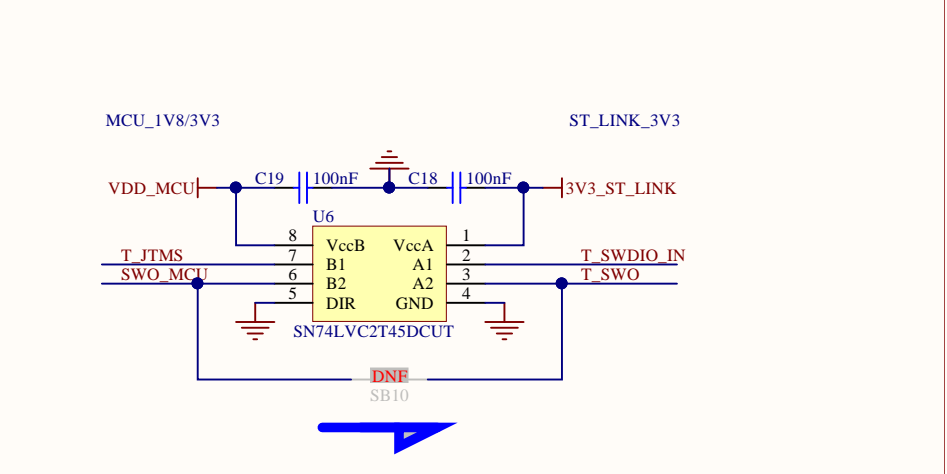 MCU_1V8/3V3 ST_LINK_3V3
VDD_MCU C19 100nF C18 100nF 3V3_ST_LINK
U6
8 VccB VccA 1
T_JTMS 7 B1 A1 2 T_SWDIO_IN
SWO_MCU 6 B2 A2 3 T_SWO
5 DIR GND 4
SN74LVC2T45DCUT
DNF
SB10